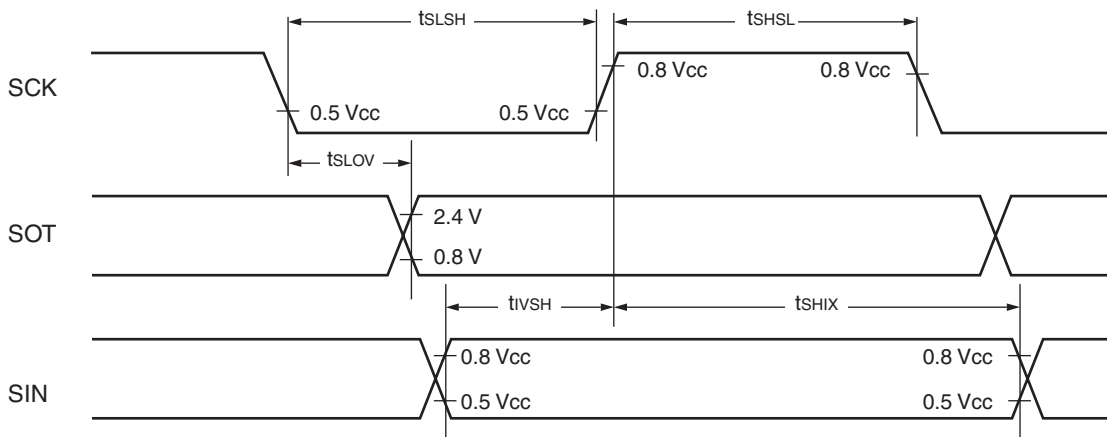 tSLSH tSHSL
SCK
0.8 Vcc 0.8 Vcc
0.5 Vcc 0.5 Vcc
tSLOV
SOT
2.4 V
0.8 V
tIVSH tSHIX
SIN
0.8 Vcc 0.8 Vcc
0.5 Vcc 0.5 Vcc